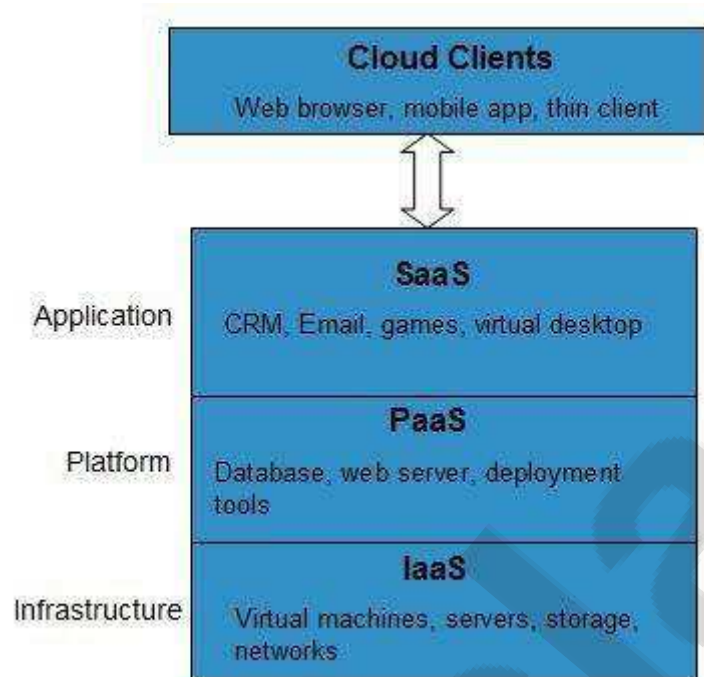 Cloud Clients
Web browser, mobile app, thin client
SaaS
Application
CRM, Email, games, virtual desktop
PaaS
Platform
Database, web server, deployment
tools
IaaS
Infrastructure
Virtual machines, servers, storage,
networks